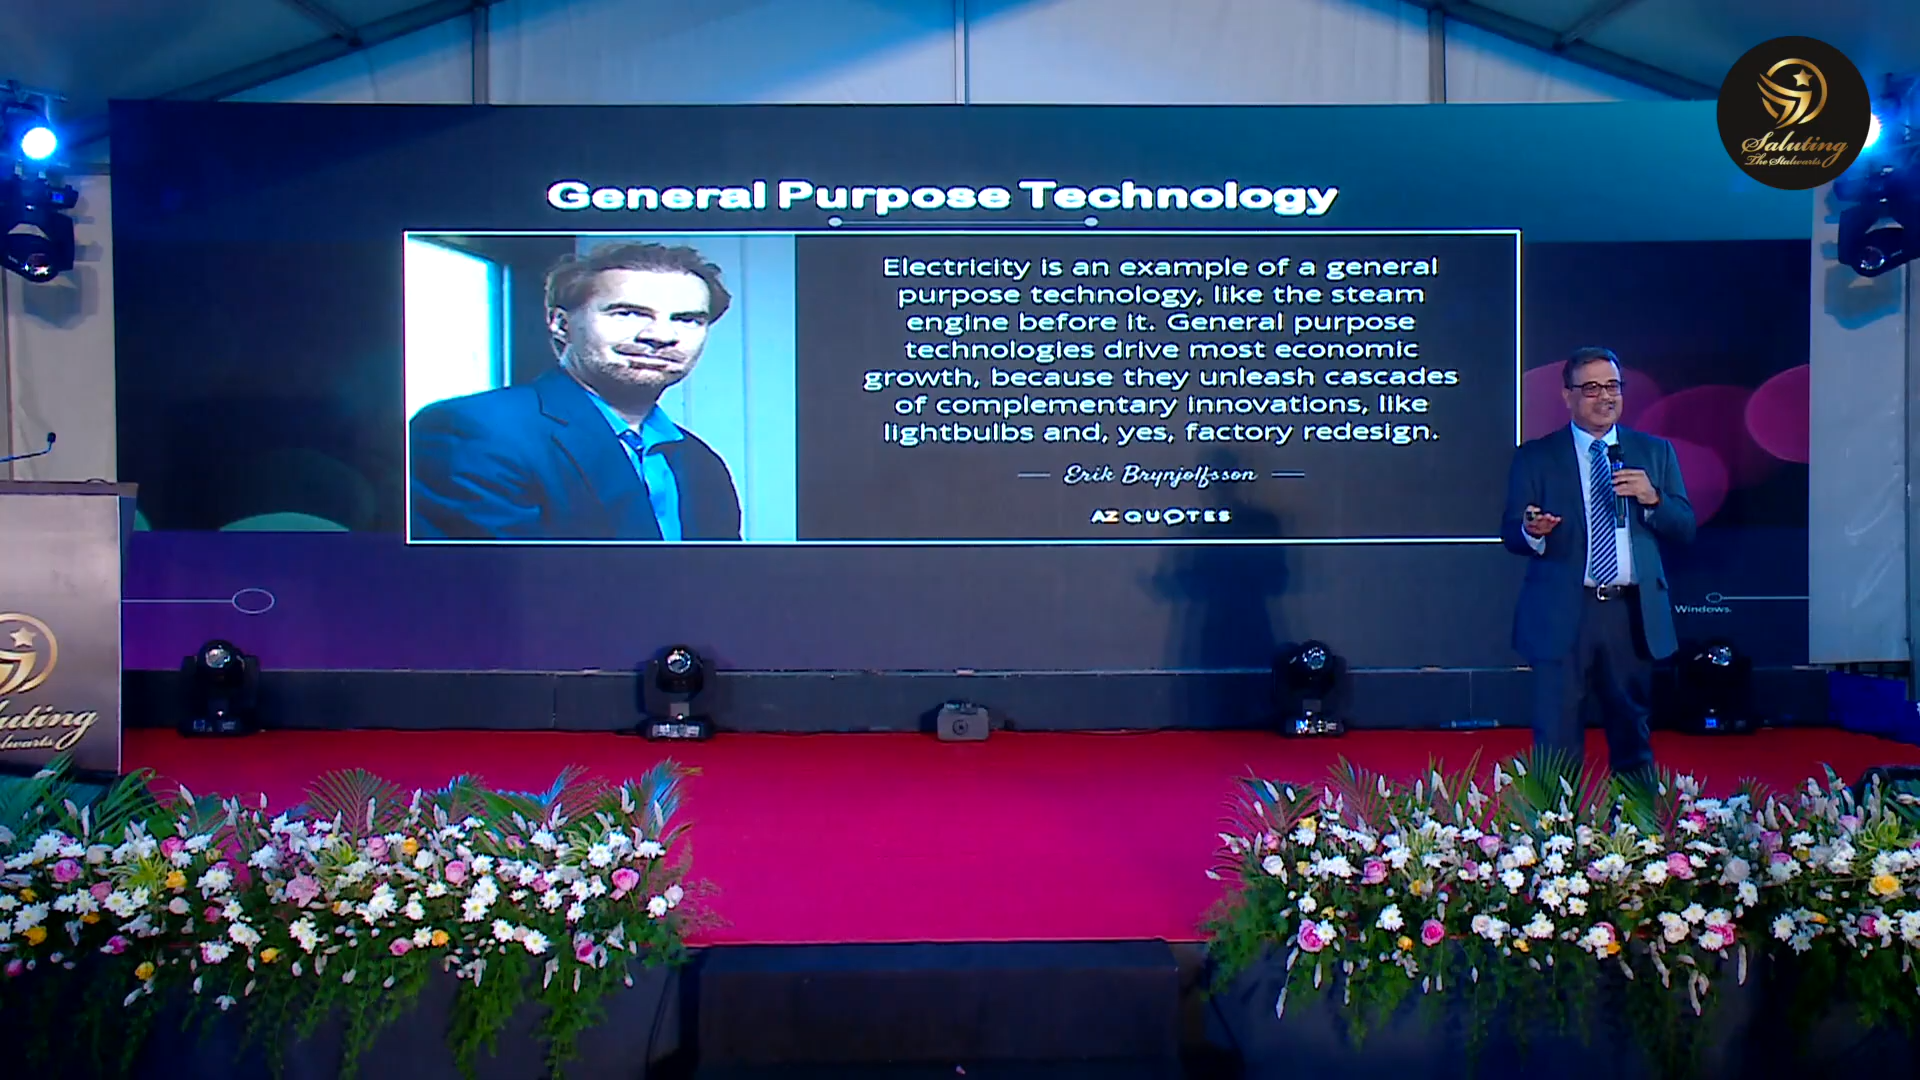 Saluting
The Stalwarts
General Purpose Technology
Electricity is an example of a general
purpose technology, like the steam
engine before it. General purpose
technologies drive most economic
growth, because they unleash cascades
of complementary innovations, like
lightbulbs and, yes, factory redesign.
Erik Brynjolfsson
AZ QUOTES
Windows.
luting
lwarts